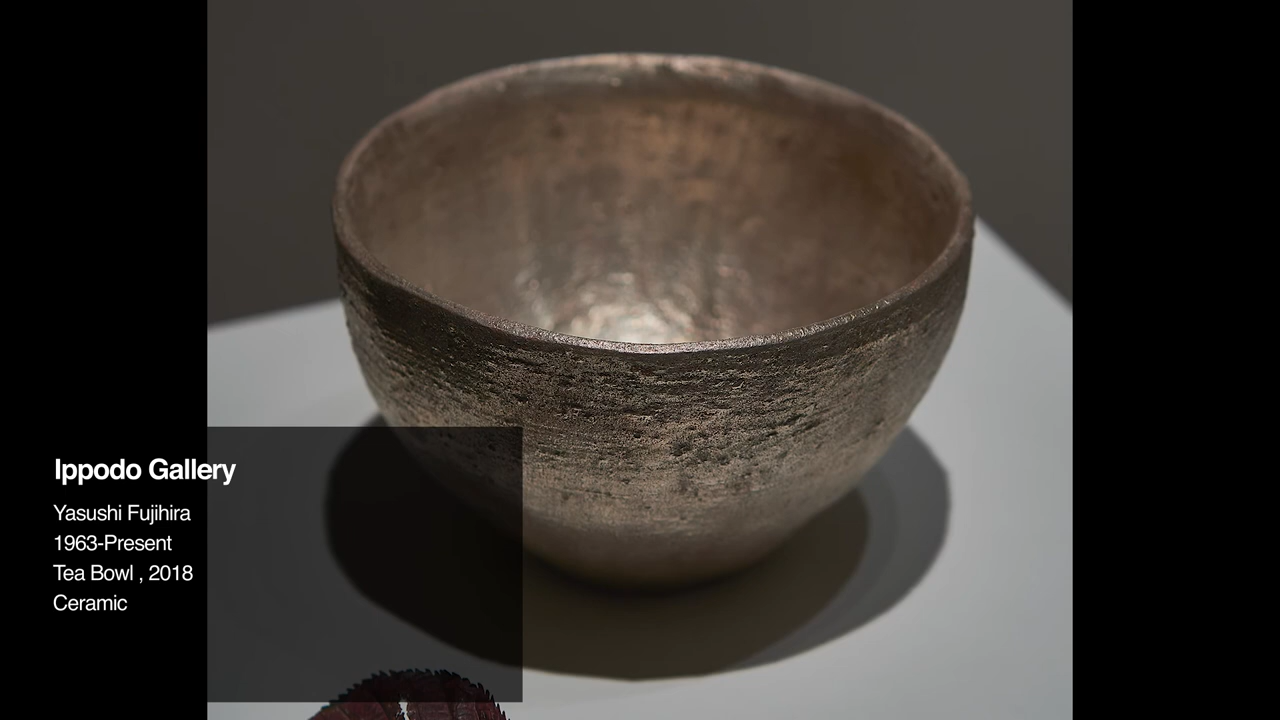 Ippodo Gallery
Yasushi Fujihira
1963-Present
Tea Bowl , 2018
Ceramic